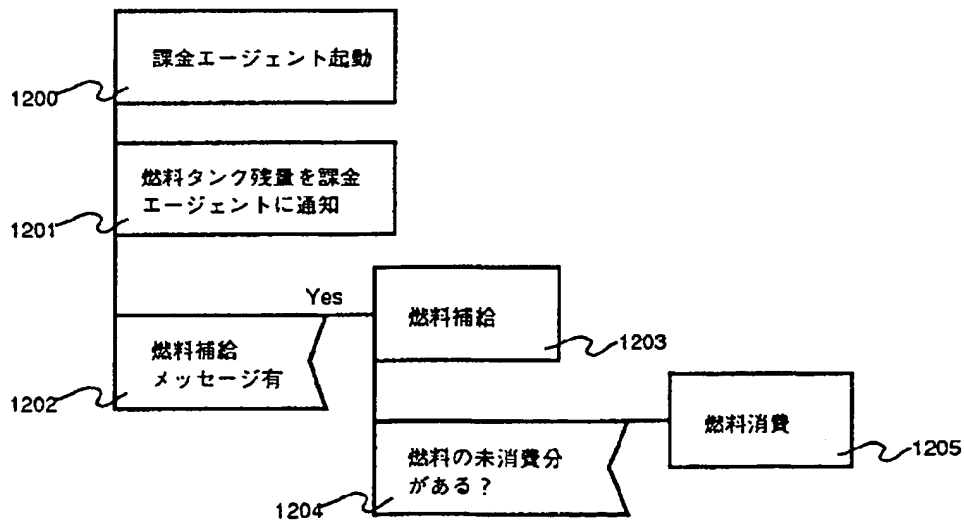 課金エージェント起動
1200
燃料タンク残量を課金
エージェントに通知
1201
Yes
燃料補給
1203
燃料補給
メッセージ有
1202
燃料消費
1205
燃料の未消費分
がある?
1204